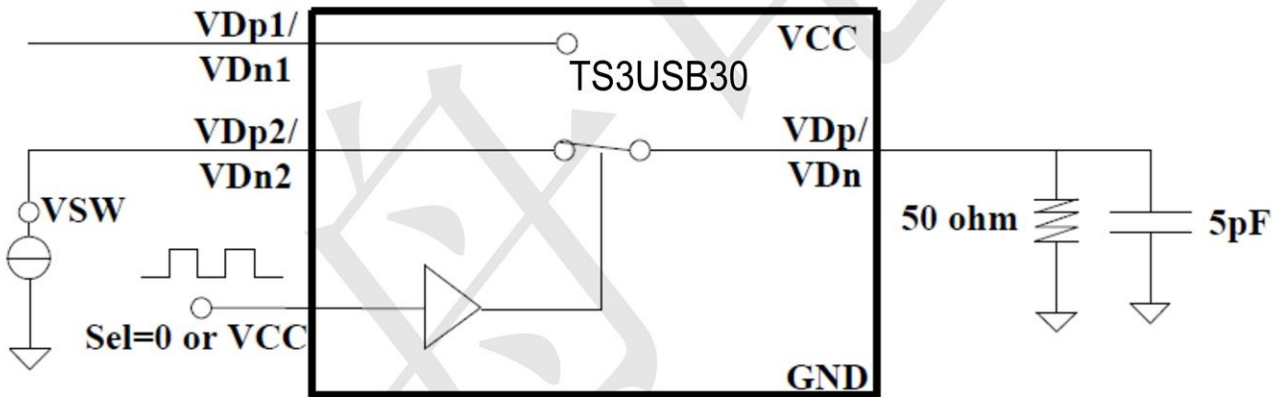 VDp1/
VDn1
VCC
TS3USB30
VDp2/
VDn2
VDp/
VDn
VSW
50 ohm
5pF
Sel=0 or VCC
GND